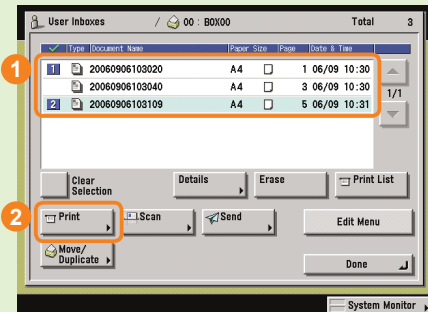 User Inboxes / 00 : BOX00 Total 3
✓ Type Document Name Paper Size Page Date & Time
1
1 20060906103020 A4 1 06/09 10:30
20060906103040 A4 3 06/09 10:30
2 20060906103109 A4 5 06/09 10:31
1/1
Clear Selection
Details
Erase
Print List
2
Print
Scan
Send
Edit Menu
Move/
Duplicate
Done
System Monitor